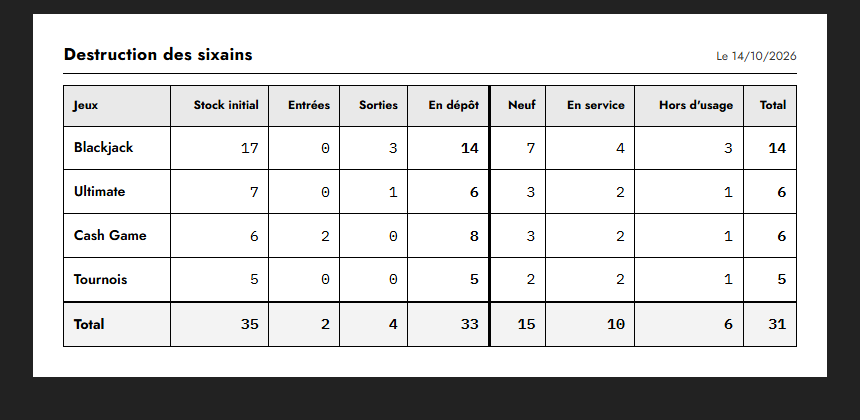 Destruction des sixains
Le 14/10/2026
Jeux Stock initial Entrées Sorties En dépôt Neuf En service Hors d'usage Total
Blackjack 17 0 3 14 7 4 3 14
Ultimate 7 0 1 6 3 2 1 6
Cash Game 6 2 0 8 3 2 1 6
Tournois 5 0 0 5 2 2 1 5
Total 35 2 4 33 15 10 6 31